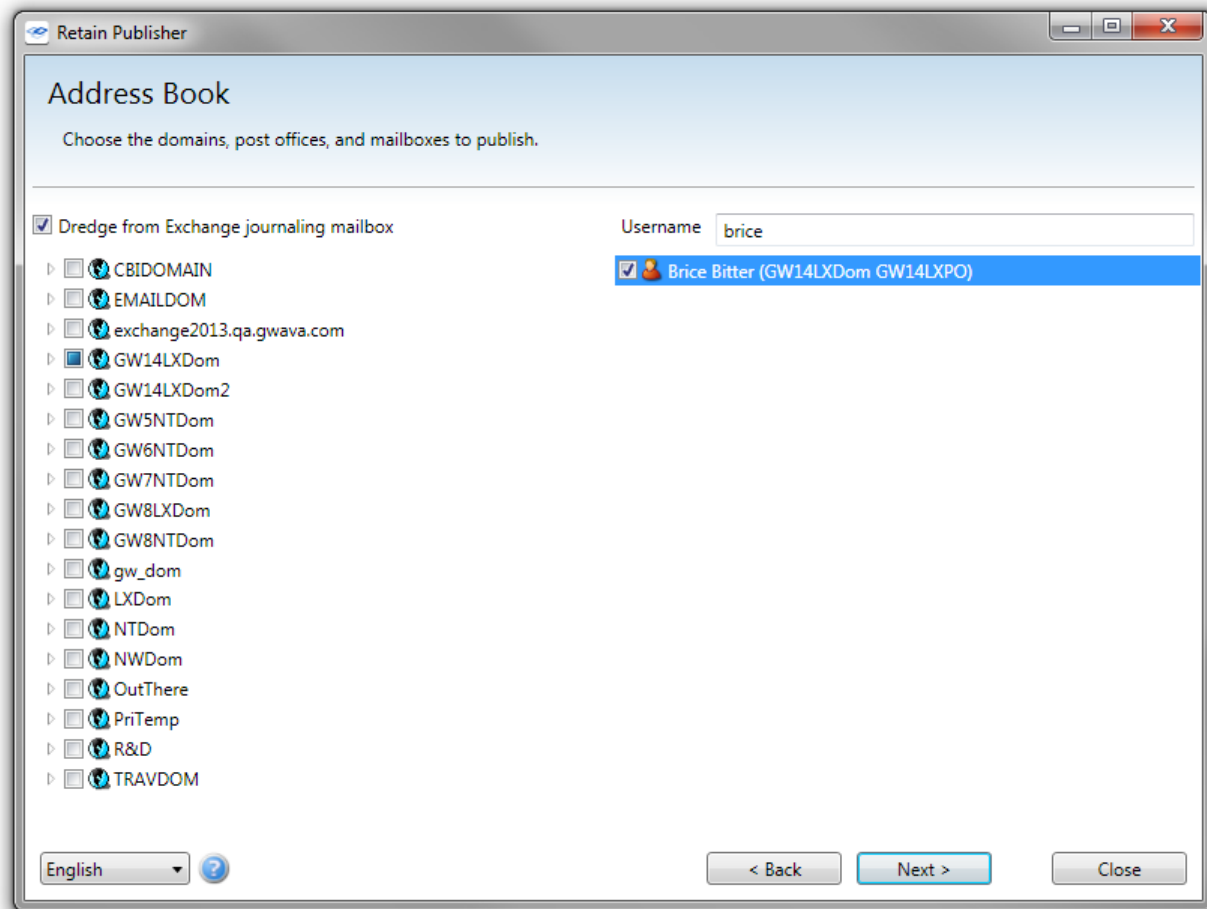 Retain Publisher
Address Book
Choose the domains, post offices, and mailboxes to publish.
Dredge from Exchange journaling mailbox
CBIDOMAIN
EMAILDOM
exchange2013.qa.gwava.com
GW14LXDom
GW14LXDom2
GW5NTDom
GW6NTDom
GW7NTDom
GW8LXDom
GW8NTDom
gw_dom
LXDom
NTDom
NWDom
OutThere
PriTemp
R&D
TRAVDOM
Username brice
Brice Bitter (GW14LXDom GW14LXPO)
English ?
< Back Next > Close